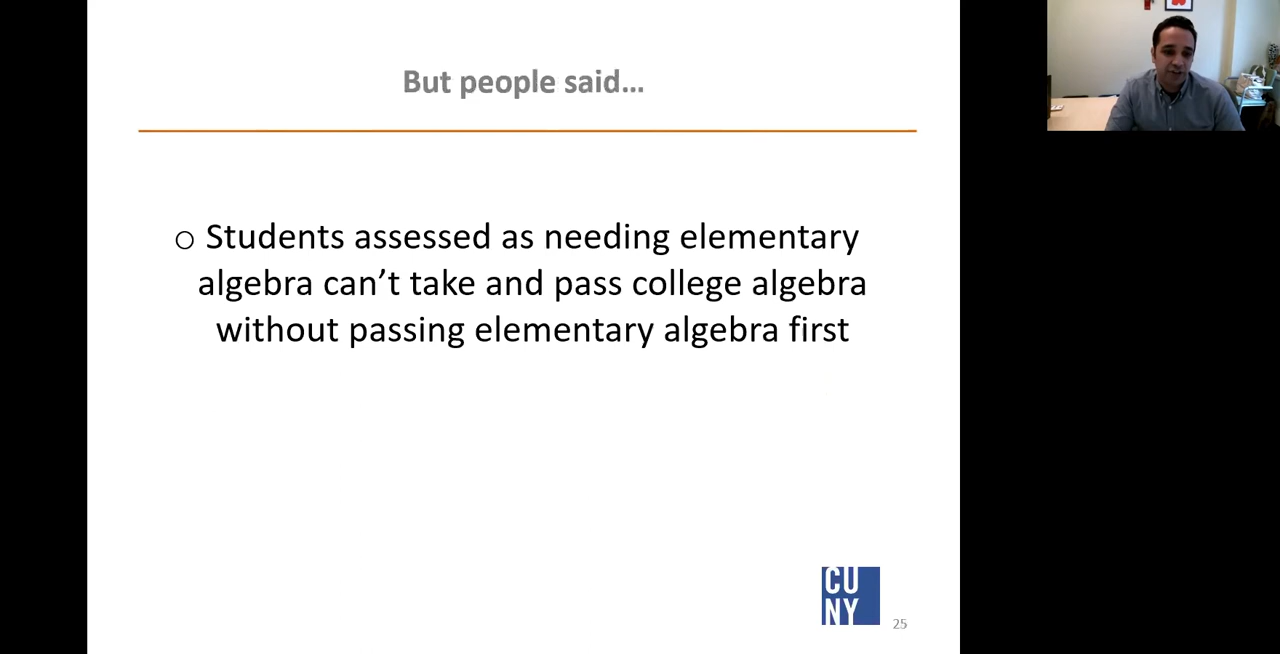 But people said...
○ Students assessed as needing elementary
algebra can’t take and pass college algebra
without passing elementary algebra first
CU
NY
25